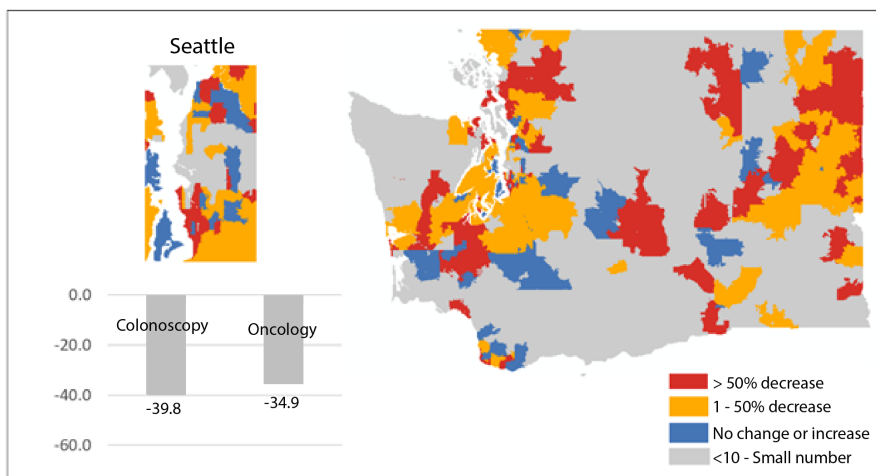 Seattle
0.0
Colonoscopy
Oncology
-20.0
-34.9
-40.0
-39.8
-60.0
> 50% decrease
1 - 50% decrease
No change or increase
<10 - Small number